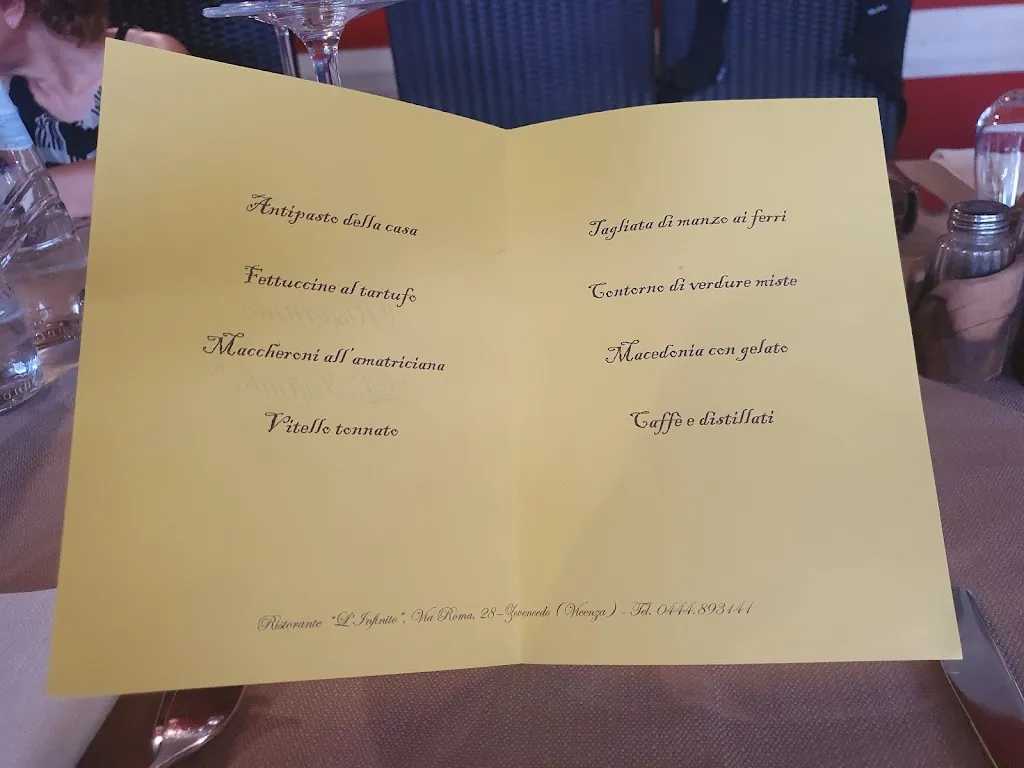 Antipasto della casa
Fettuccine al tartufo
Maccheroni all'amatriciana
Vitello tonnato
Tagliata di manzo ai ferri
Contorno di verdure miste
Macedonia con gelato
Caffè e distillati
Ristorante "L'Infinito", Via Roma, 28-Zovencedo (Vicenza) - Tel. 0444.893141